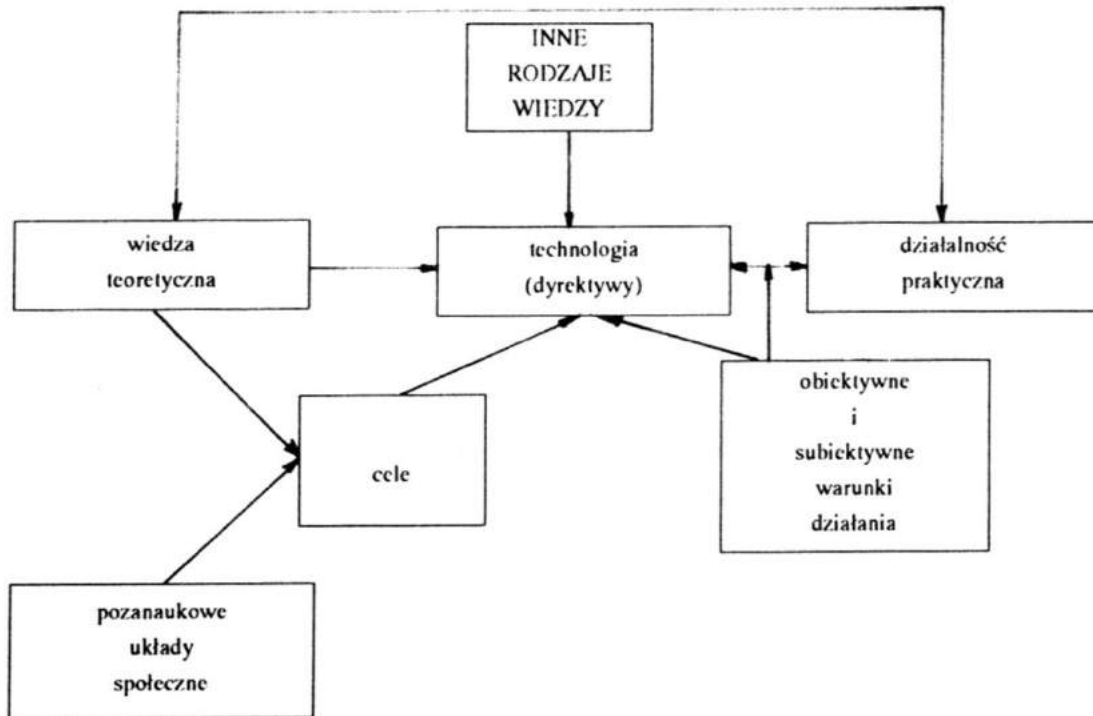 INNE
RODZAJE
WIEDZY
wiedza
teoretyczna
technologia
(dyrektywy)
działalność
praktyczna
cele
obiektywne
i
subiektywne
warunki
działania
pozanaukowe
układy
społeczne